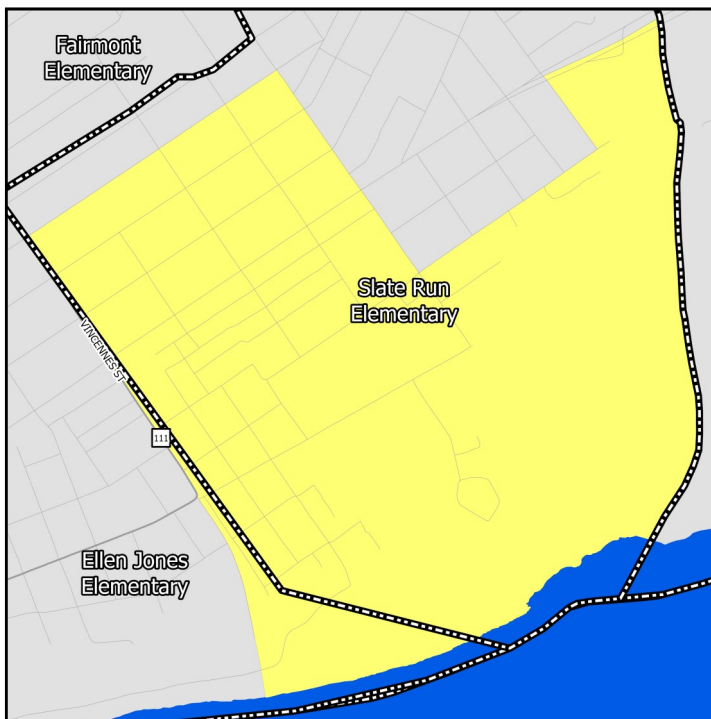 Fairmont
Elementary
Slate Run
Elementary
VINCENNES ST
111
Ellen Jones
Elementary